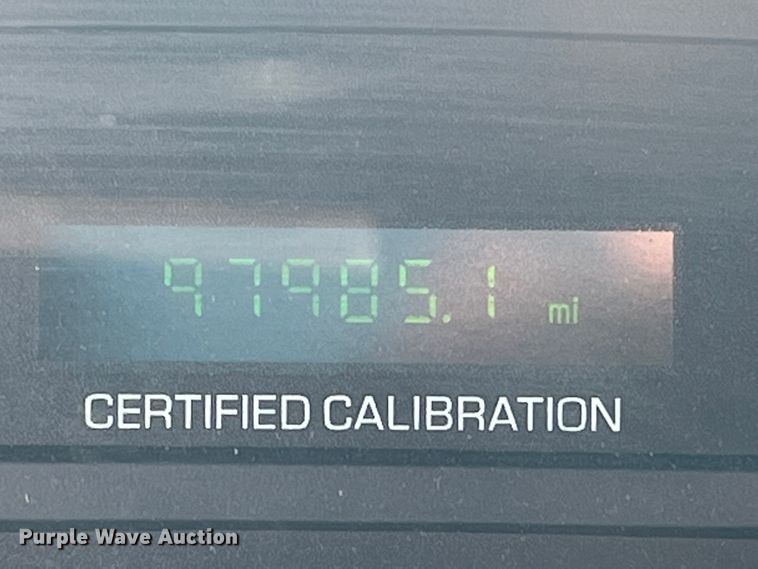 97985.1 mi
CERTIFIED CALIBRATION
Purple Wave Auction